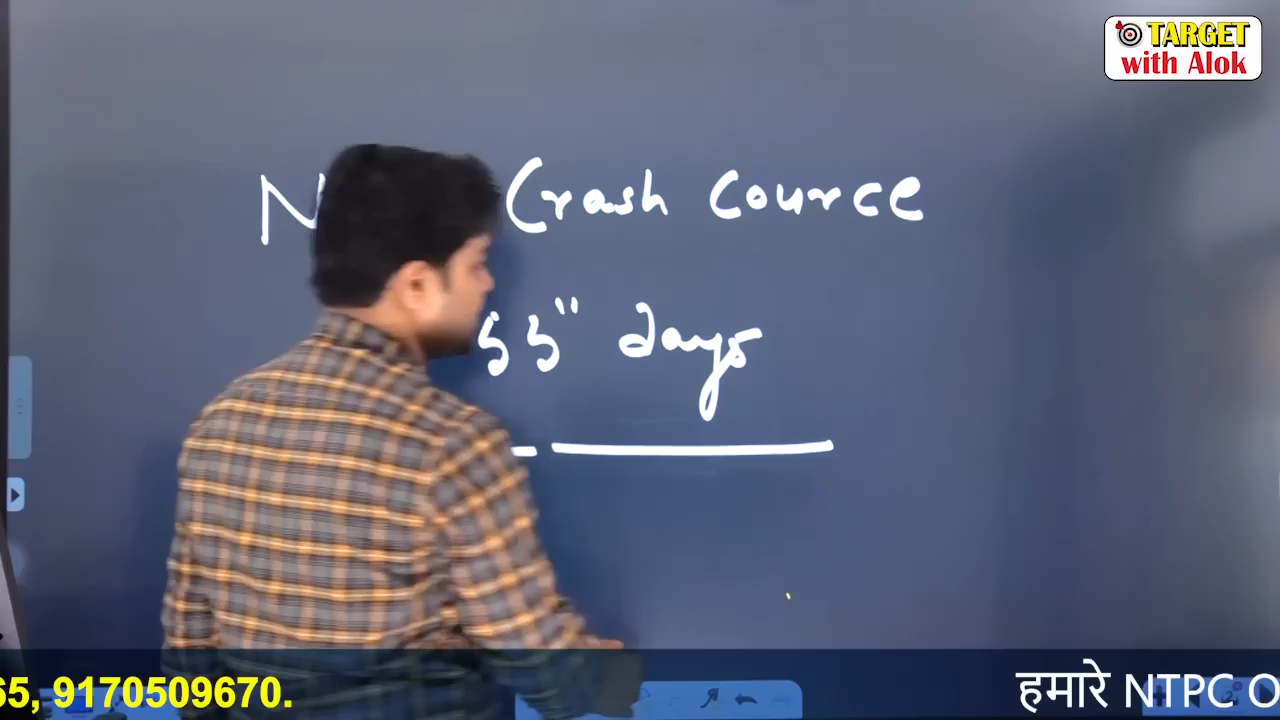 TARGET
with Alok
Crash Cource
55" days
65, 9170509670.
हमारे NTPC O